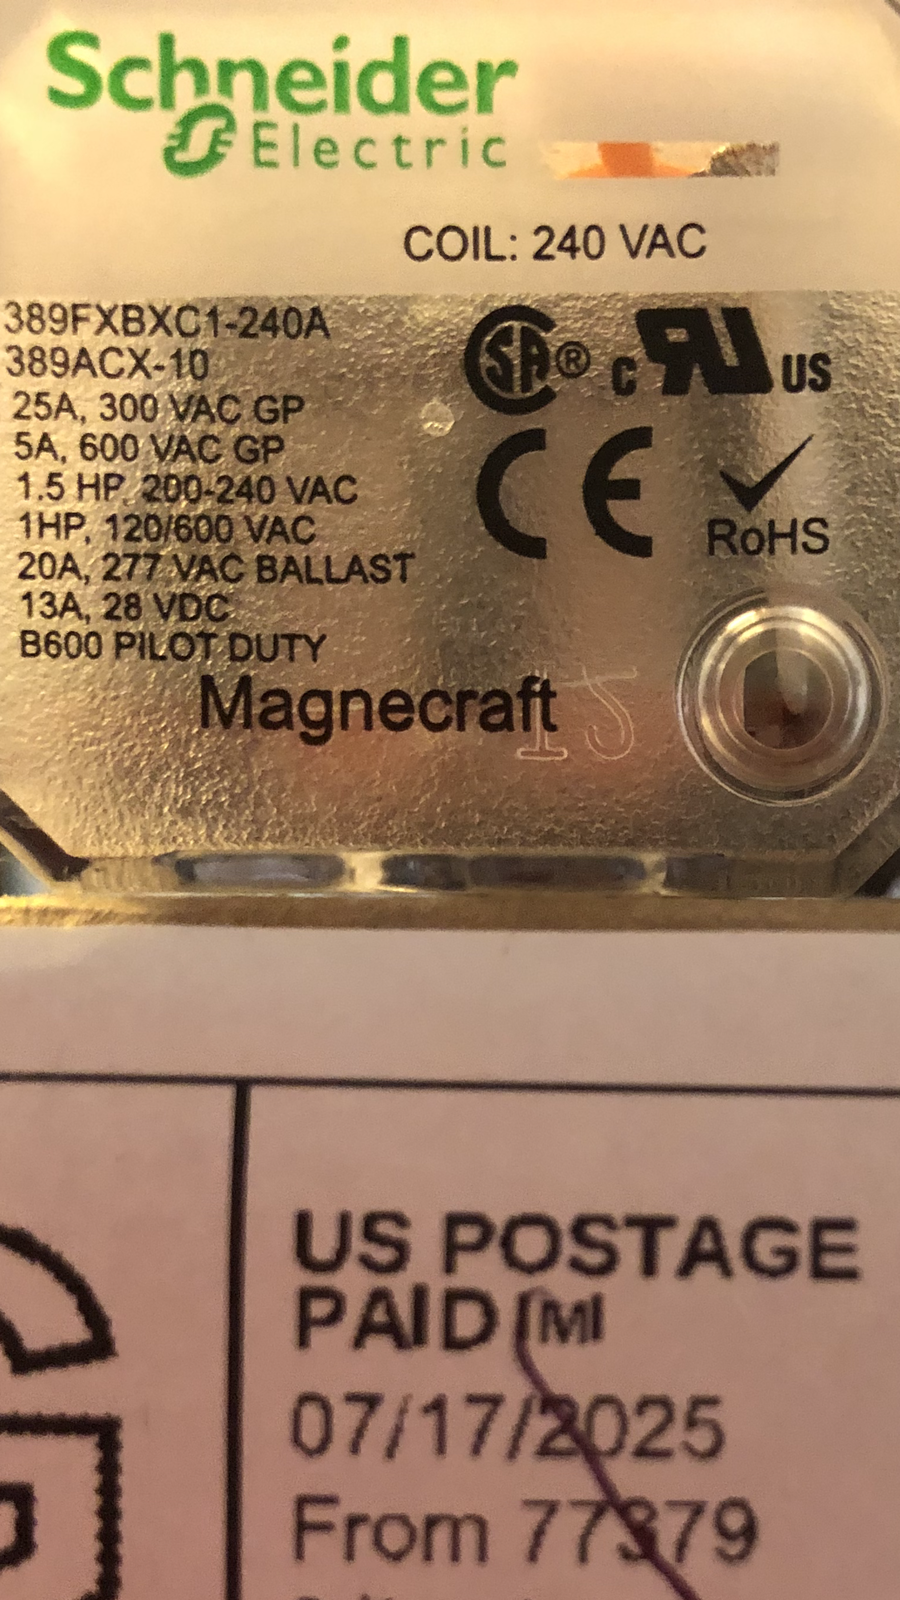 Schneider
Electric
COIL: 240 VAC
389FXBXC1-240A
389ACX-10
25A, 300 VAC GP
5A, 600 VAC GP
1.5 HP, 200-240 VAC
1HP, 120/600 VAC
20A, 277 VAC BALLAST
13A, 28 VDC
B600 PILOT DUTY
SA®
C RU US
CE
RoHS
Magnecraft
US POSTAGE
PAID IMI
07/17/2025
From 77379